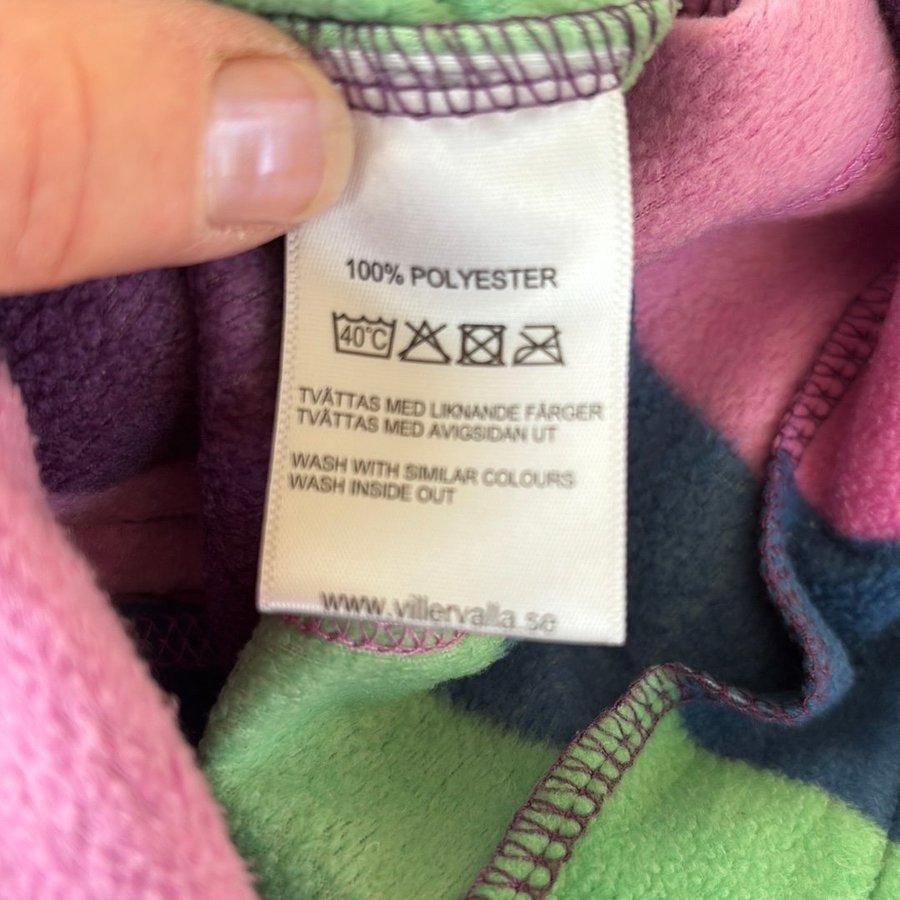 100% POLYESTER
40°C
TVÄTTAS MED LIKNANDE FÄRGER
TVÄTTAS MED AVIGSIDAN UT
WASH WITH SIMILAR COLOURS
WASH INSIDE OUT
www.villervalla.se